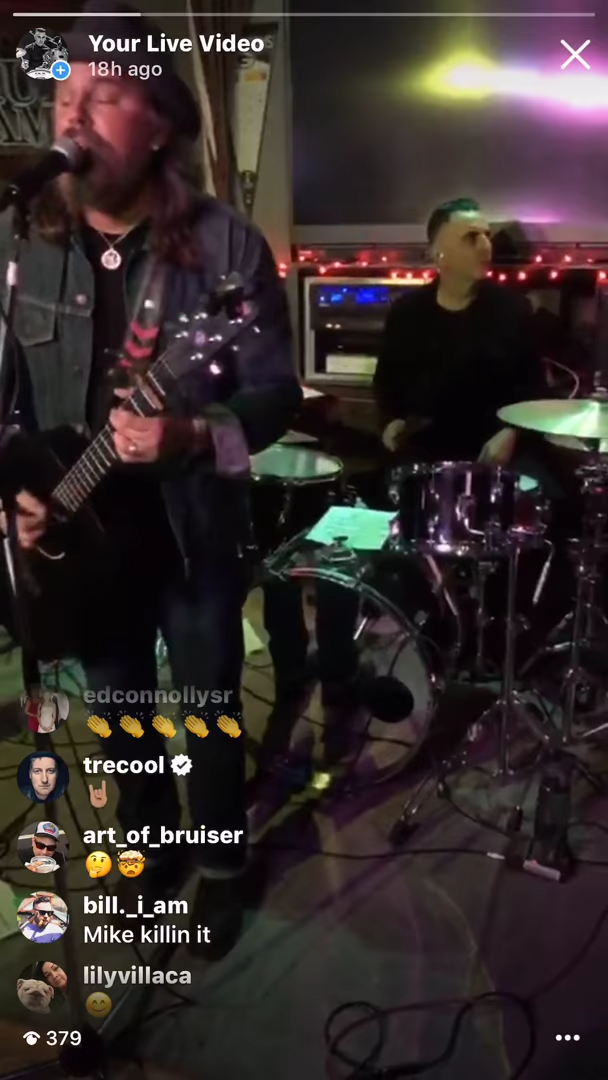 Your Live Video
18h ago
edconnollysr
👏👏👏👏👏
trecool
🤘🏽
art_of_bruiser
🤔🤯
bill._i_am
Mike killin it
lilyvillaca
😊
379